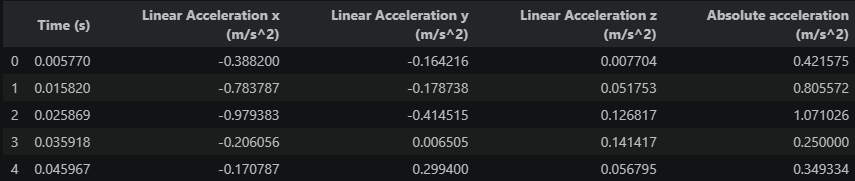 Time (s) Linear Acceleration x (m/s^2) Linear Acceleration y (m/s^2) Linear Acceleration z (m/s^2) Absolute acceleration (m/s^2)
0 0.005770 -0.388200 -0.164216 0.007704 0.421575
1 0.015820 -0.783787 -0.178738 0.051753 0.805572
2 0.025869 -0.979383 -0.414515 0.126817 1.071026
3 0.035918 -0.206056 0.006505 0.141417 0.250000
4 0.045967 -0.170787 0.299400 0.056795 0.349334